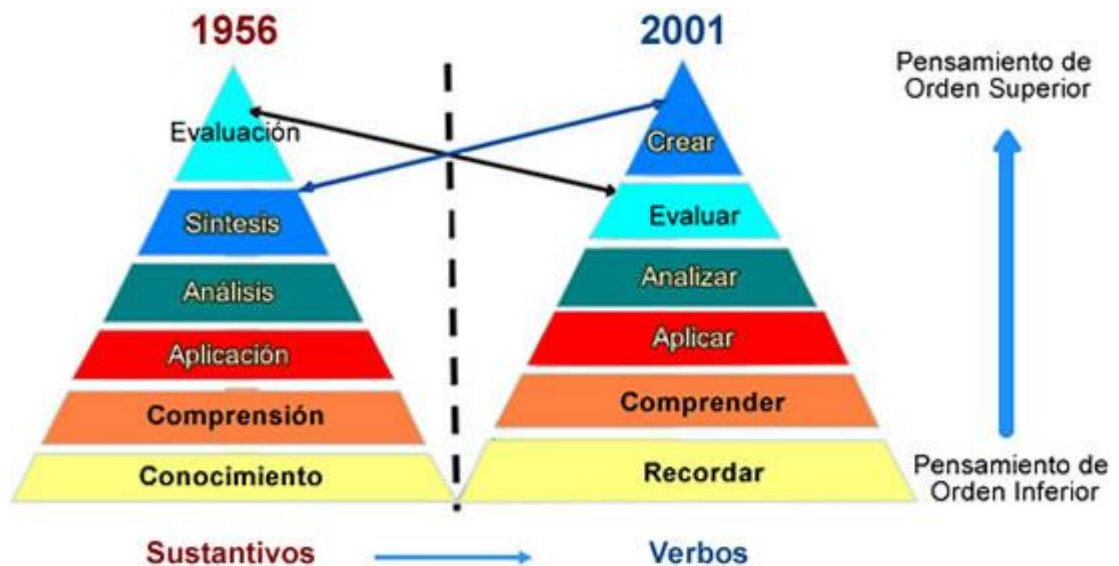 1956
Evaluación
Síntesis
Análisis
Aplicación
Comprensión
Conocimiento
Sustantivos
2001
Crear
Evaluar
Analizar
Aplicar
Comprender
Recordar
Verbos
Pensamiento de
Orden Superior
Pensamiento de
Orden Inferior